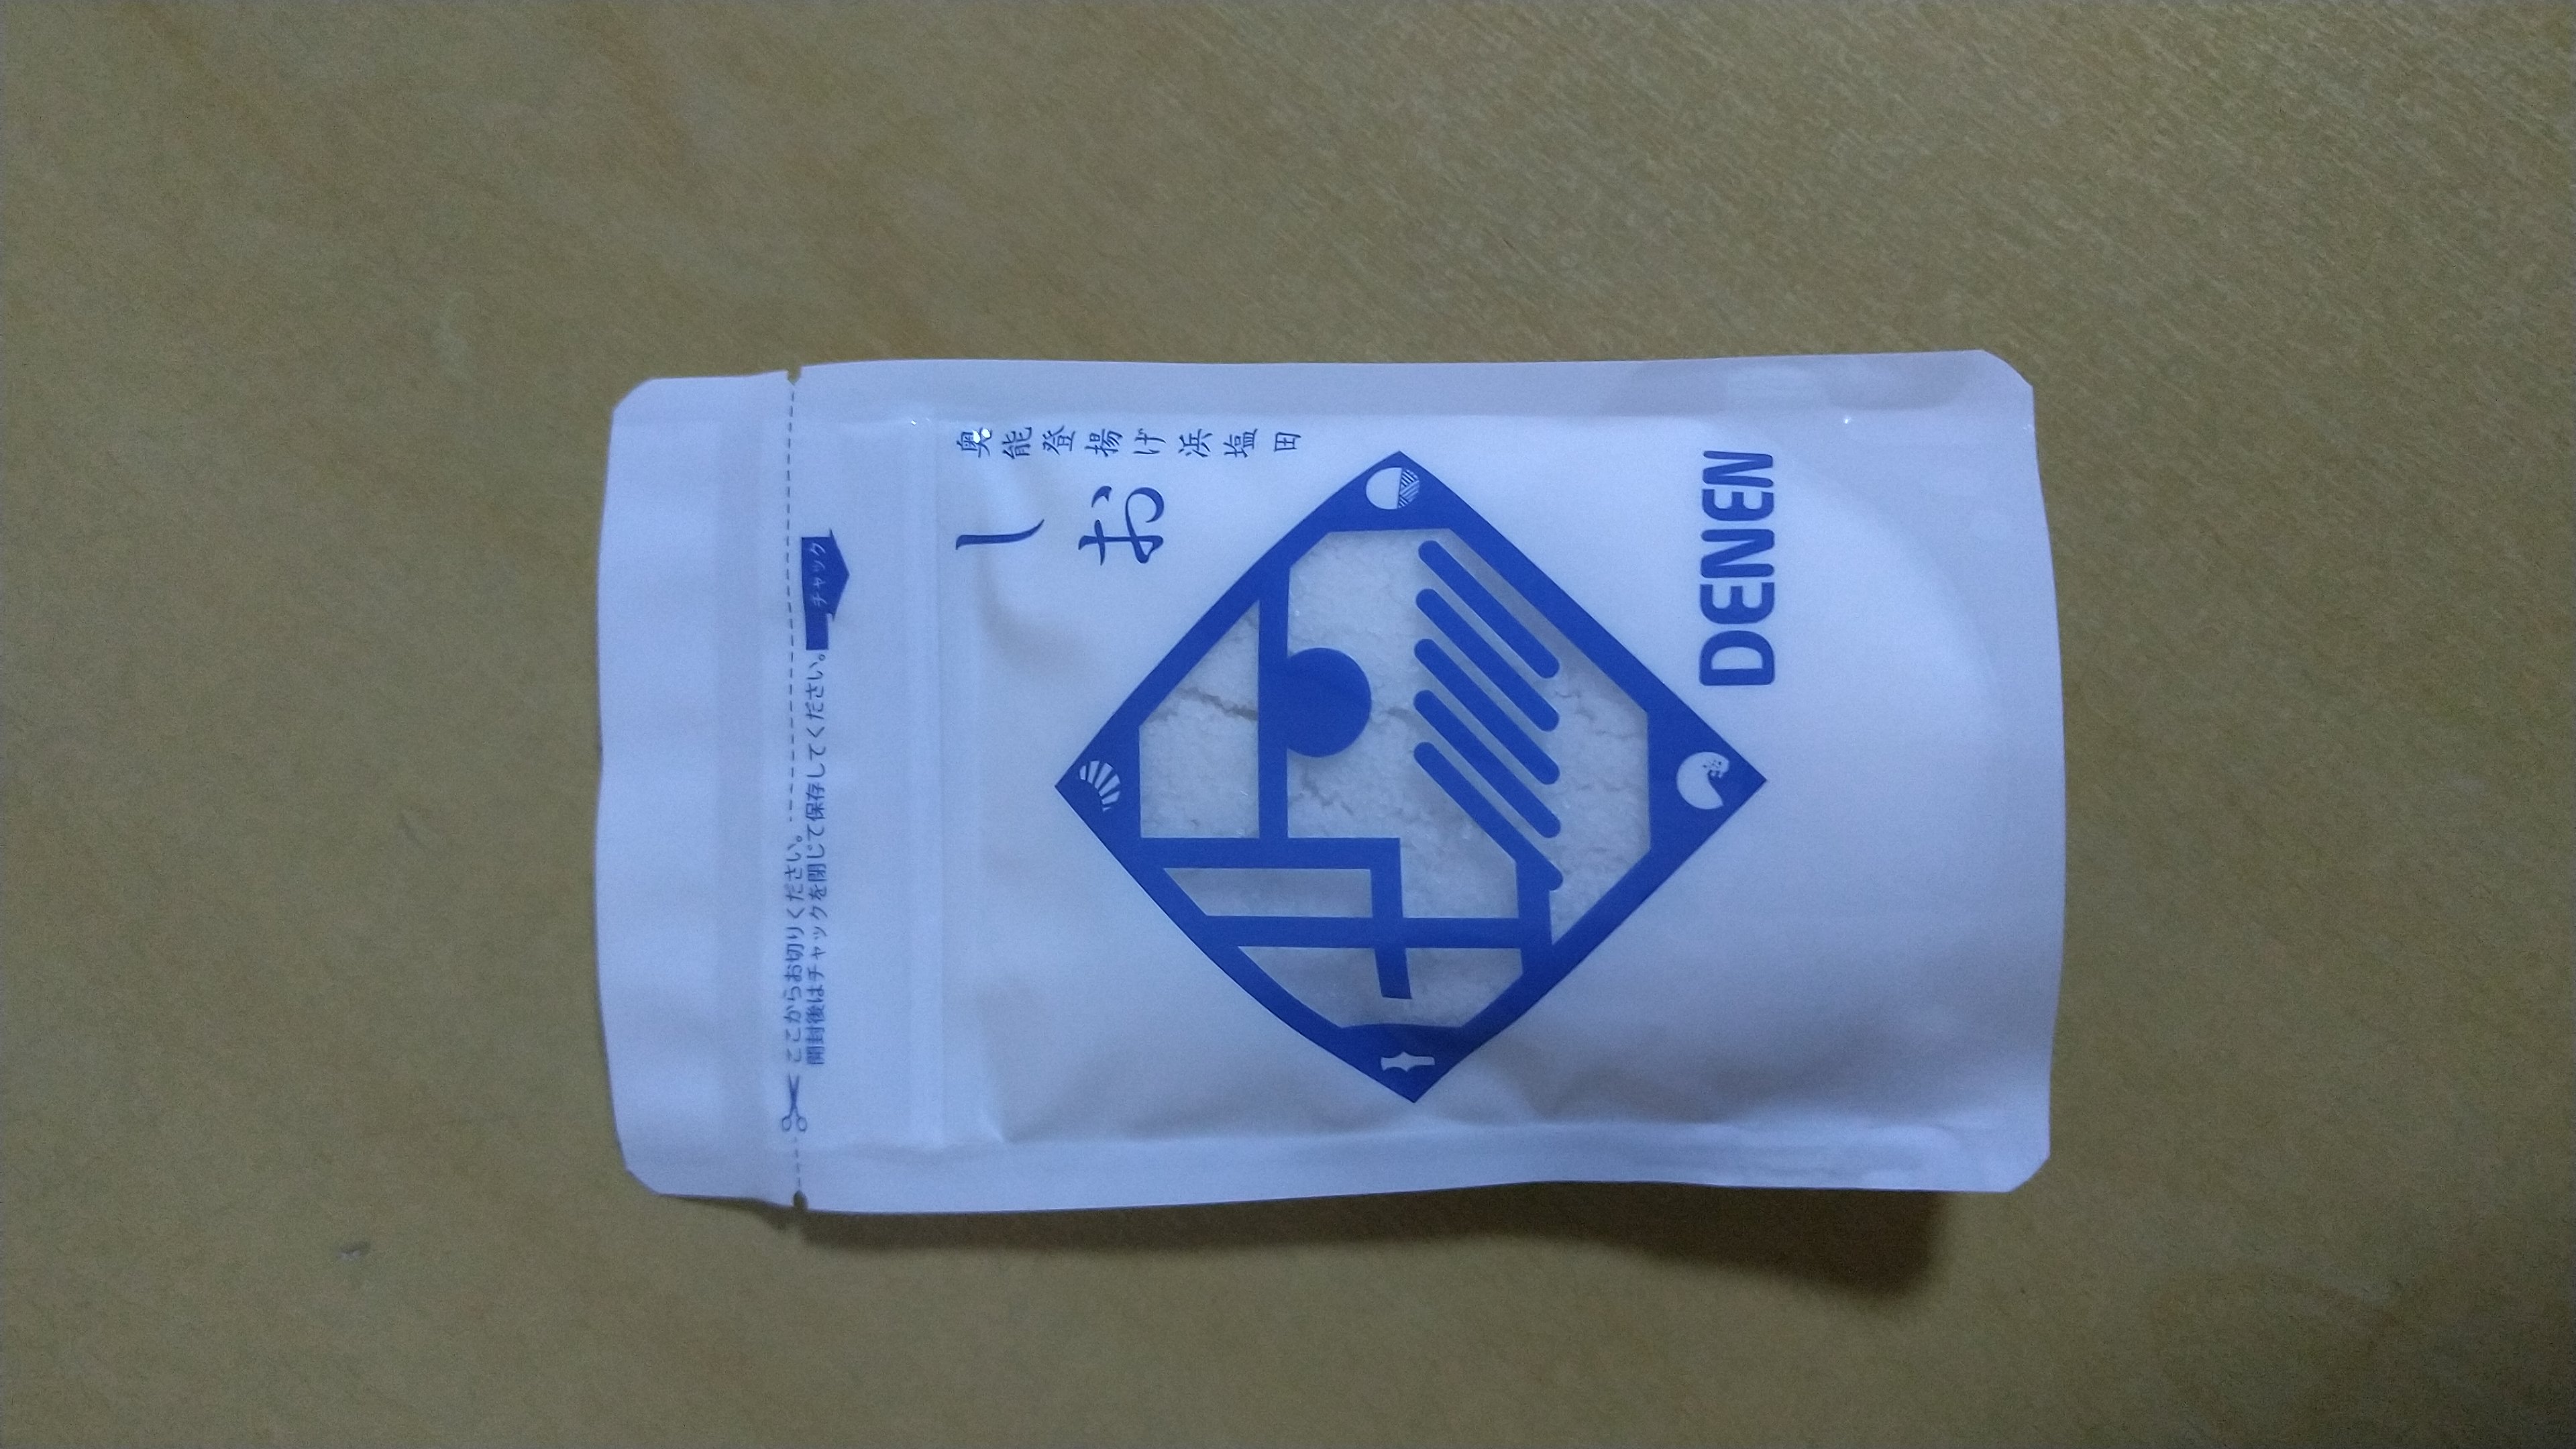 ここからお切りください。
開封後はチャックを閉じて保存してください。
チャック
奥能登揚げ浜塩田
しお
DENEN